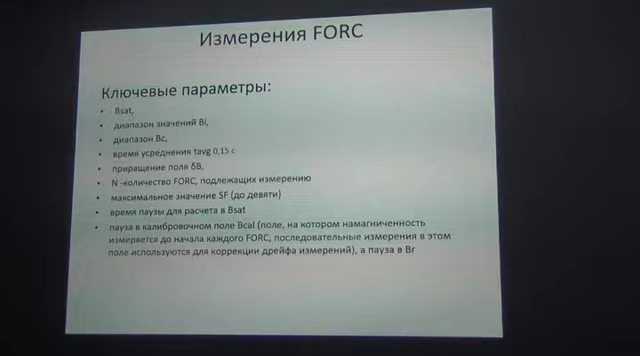 Измерения FORC
Ключевые параметры:
• Bsat,
• диапазон значений Bi,
• диапазон Bc,
• время усреднения tavg 0,15 с
• приращение поля δB,
• N -количество FORC, подлежащих измерению
• максимальное значение SF (до девяти)
• время паузы для расчета в Bsat
• пауза в калибровочном поле Bcal (поле, на котором намагниченность
измеряется до начала каждого FORC, последовательные измерения в этом
поле используются для коррекции дрейфа измерений), а пауза в Br